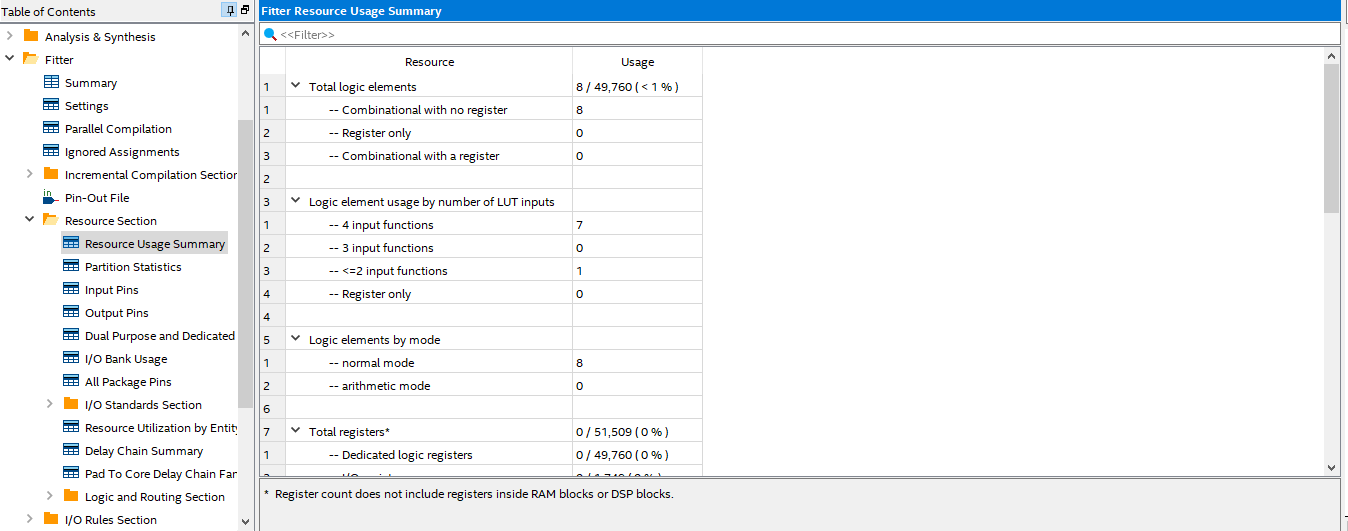 Table of Contents
Analysis & Synthesis
Fitter
Summary
Settings
Parallel Compilation
Ignored Assignments
Incremental Compilation Section
in
Pin-Out File
Resource Section
Resource Usage Summary
Partition Statistics
Input Pins
Output Pins
Dual Purpose and Dedicated
I/O Bank Usage
All Package Pins
I/O Standards Section
Resource Utilization by Entity
Delay Chain Summary
Pad To Core Delay Chain Fan
Logic and Routing Section
I/O Rules Section
Fitter Resource Usage Summary
<<Filter>>
Resource Usage
1 Total logic elements 8 / 49,760 ( < 1 % )
1 -- Combinational with no register 8
2 -- Register only 0
3 -- Combinational with a register 0
2
3 Logic element usage by number of LUT inputs
1 -- 4 input functions 7
2 -- 3 input functions 0
3 -- <=2 input functions 1
4 -- Register only 0
4
5 Logic elements by mode
1 -- normal mode 8
2 -- arithmetic mode 0
6
7 Total registers* 0 / 51,509 ( 0 % )
1 -- Dedicated logic registers 0 / 49,760 ( 0 % )
* Register count does not include registers inside RAM blocks or DSP blocks.